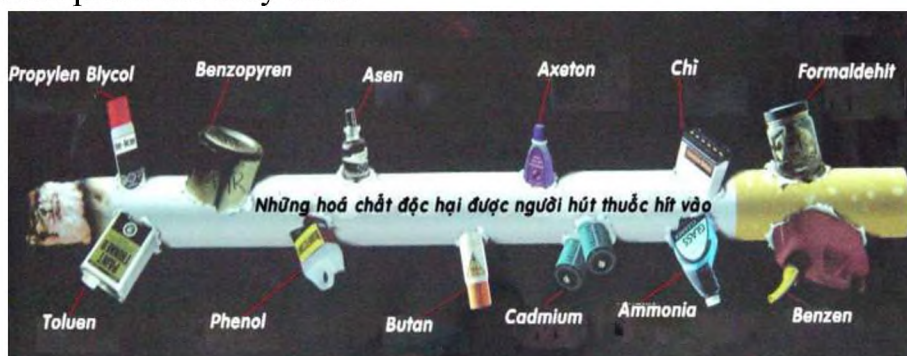 Propylen Blycol
Benzopyren
Asen
Axeton
Chì
Formaldehit
Những hoá chất độc hại được người hút thuốc hít vào
Toluen
Phenol
Butan
Cadmium
Ammonia
Benzen